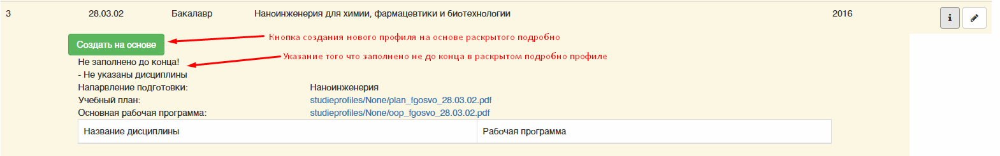 3 28.03.02 Бакалавр Наноинженерия для химии, фармацевтики и биотехнологии 2016
Создать на основе Кнопка создания нового профиля на основе раскрытого подробно
Указание того что заполнено не до конца в раскрытом подробно профиле
Не заполнено до конца!
- Не указаны дисциплины
Напарвление подготовки: Наноинженерия
Учебный план: studieprofiles/None/plan_fgosvo_28.03.02.pdf
Основная рабочая программа: studieprofiles/None/oop_fgosvo_28.03.02.pdf
Название дисциплины Рабочая программа